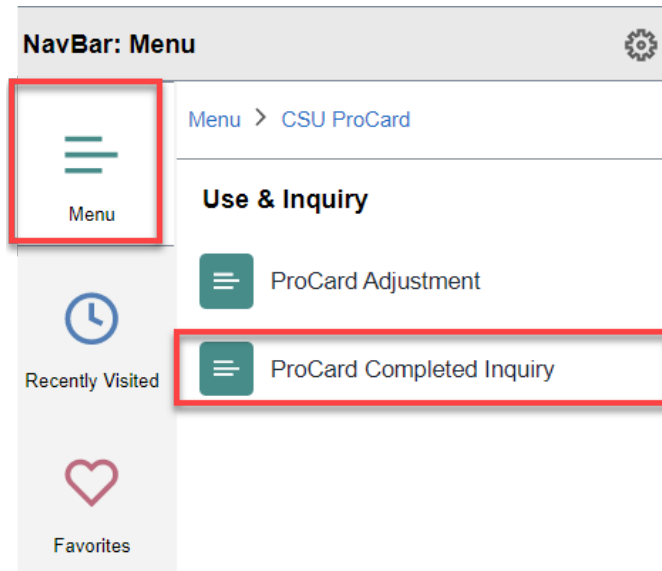 NavBar: Menu
Menu > CSU ProCard
Menu
Use & Inquiry
ProCard Adjustment
Recently Visited
ProCard Completed Inquiry
Favorites